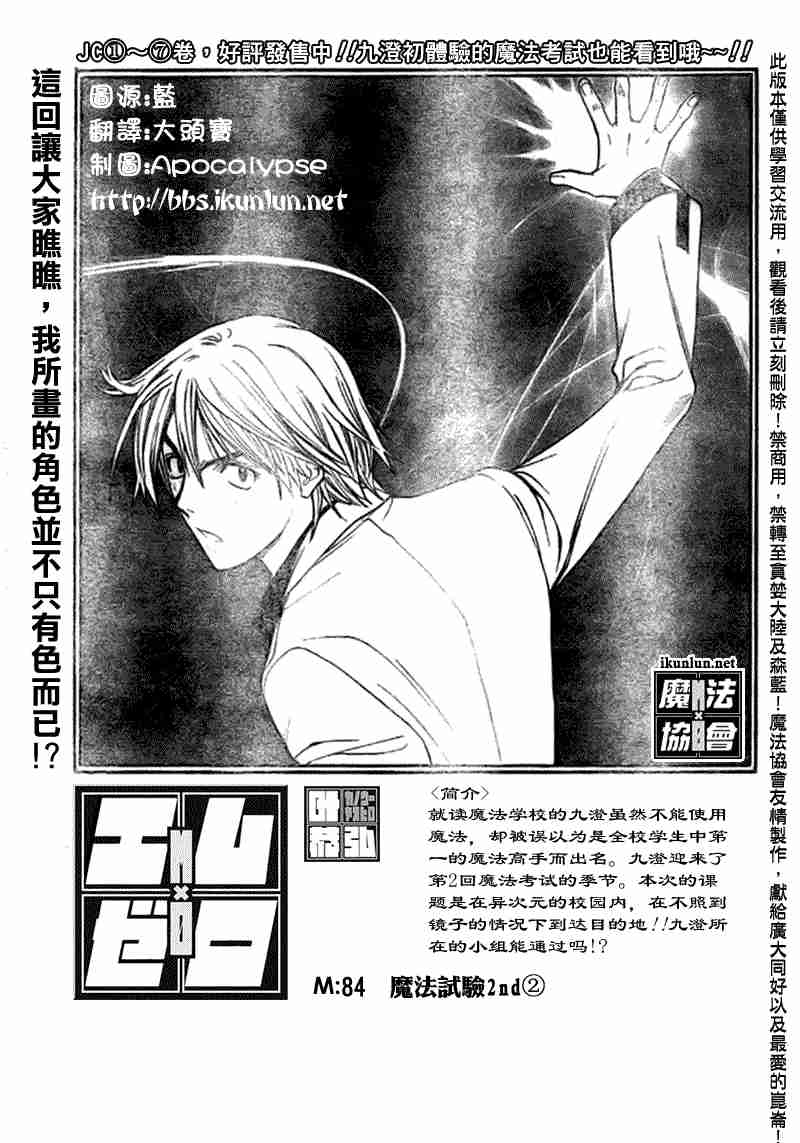 JC①～⑦卷，好評發售中!!九澄初體驗的魔法考試也能看到哦~~!!
這回讓大家瞧瞧，我所畫的角色並不只有色而已!?
圖源:藍
翻譯:大頭寶
制圖:Apocalypse
http://bbs.ikunlun.net
此版本僅供學習交流用，觀看後請立刻刪除！禁商用，禁轉至貪婪大陸及森藍！魔法協會友情製作，獻給廣大同好以及最愛的崑崙！
ikunlun.net
魔法
協會
エム
ゼロ
M×0
<简介>
就读魔法学校的九澄虽然不能使用
魔法，却被误以为是全校学生中第
一的魔法高手而出名。九澄迎来了
第2回魔法考试的季节。本次的课
题是在异次元的校园内，在不照到
镜子的情况下到达目的地!!九澄所
在的小组能通过吗!?
M:84 魔法試驗2nd②